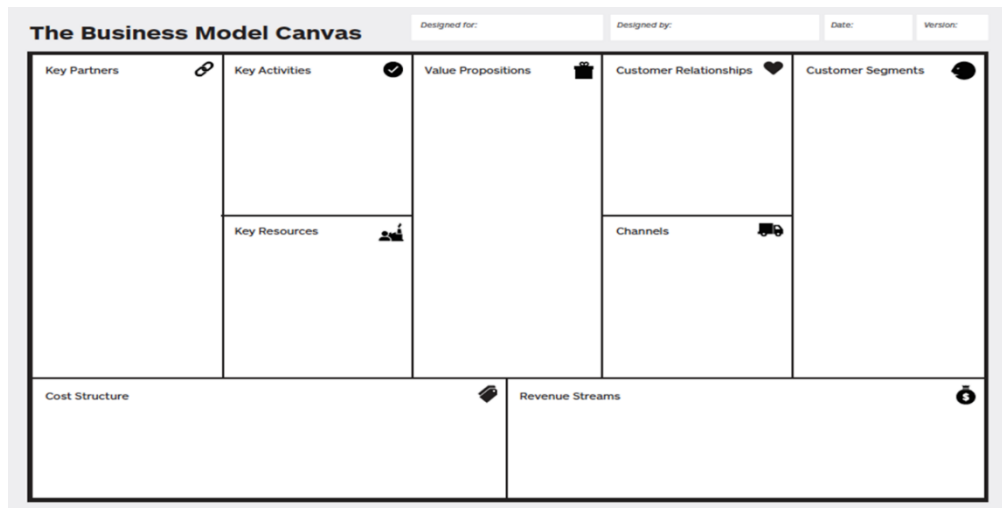 The Business Model Canvas
Designed for:
Designed by:
Date:
Version:
Key Partners
Key Activities
Value Propositions
Customer Relationships
Customer Segments
Key Resources
Channels
Cost Structure
Revenue Streams
$